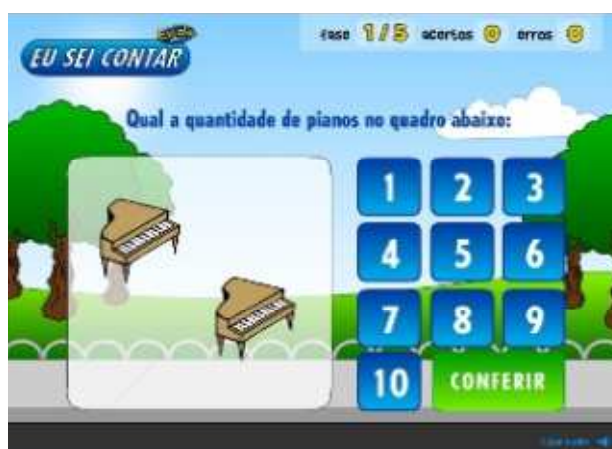 EU SEI CONTAR
fase 1/5 acertos 0 erros 0
Qual a quantidade de pianos no quadro abaixo:
1 2 3
4 5 6
7 8 9
10 CONFERIR